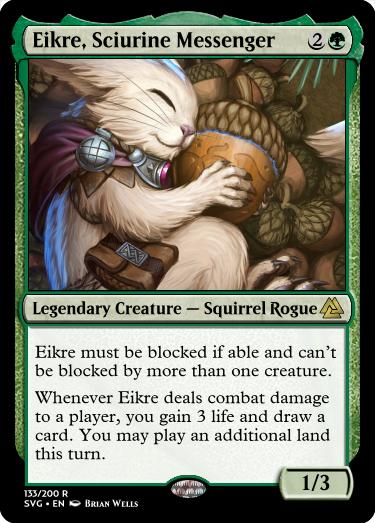 Eikre, Sciurine Messenger 2
Legendary Creature — Squirrel Rogue
Eikre must be blocked if able and can't
be blocked by more than one creature.
Whenever Eikre deals combat damage
to a player, you gain 3 life and draw a
card. You may play an additional land
this turn.
1/3
133/200 R
SVG • EN Brian Wells